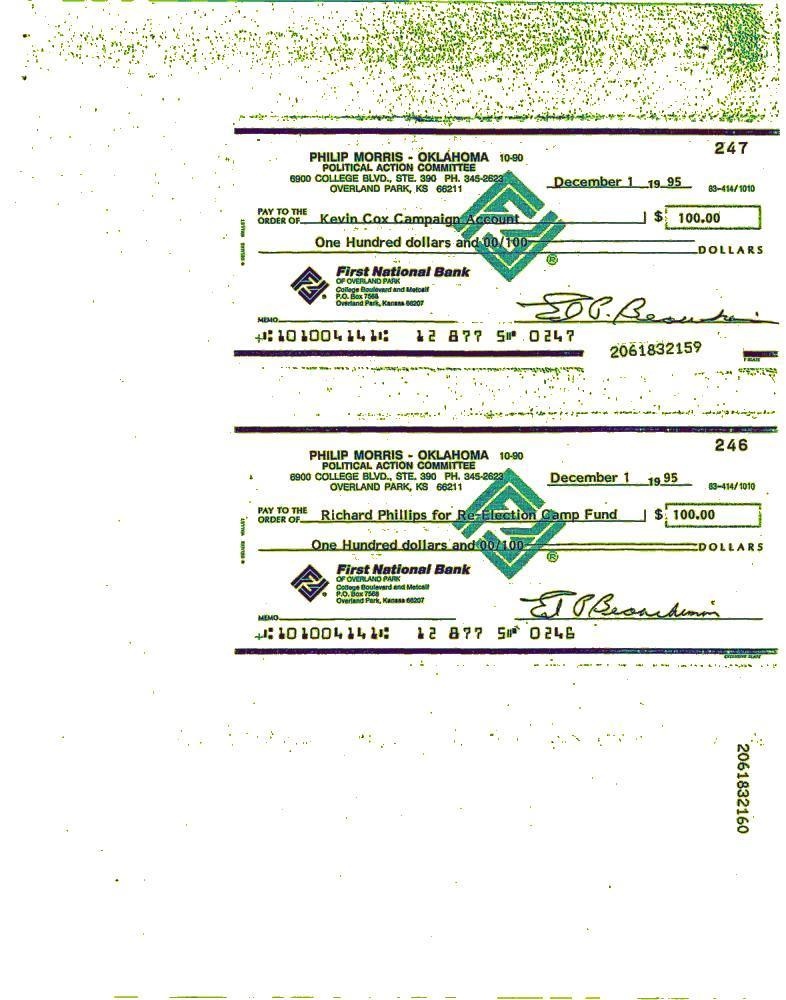 247
PHILIP MORRIS - OKLAHOMA 10-90
POLITICAL ACTION COMMITTEE
6900 COLLEGE BLVD., STE. 390 PH. 345-2623
OVERLAND PARK, KS 66211
December 1 19 95
83-414/1010
PAY TO THE
ORDER OF Kevin Cox Campaign Account $ 100.00
One Hundred dollars and 00/100 DOLLARS
® DELUXE WALLET
First National Bank
OF OVERLAND PARK
College Boulevard and Metcalf
P.O. Box 7568
Overland Park, Kansas 66207
MEMO
⑆101004141⑆ 12 877 5⑈ 0247
2061832159
246
PHILIP MORRIS - OKLAHOMA 10-90
POLITICAL ACTION COMMITTEE
6900 COLLEGE BLVD., STE. 390 PH. 345-2623
OVERLAND PARK, KS 66211
December 1 19 95
83-414/1010
PAY TO THE
ORDER OF Richard Phillips for Re-Election Camp Fund $ 100.00
One Hundred dollars and 00/100 DOLLARS
® DELUXE WALLET
First National Bank
OF OVERLAND PARK
College Boulevard and Metcalf
P.O. Box 7568
Overland Park, Kansas 66207
MEMO
⑆101004141⑆ 12 877 5⑈ 0246
2061832160